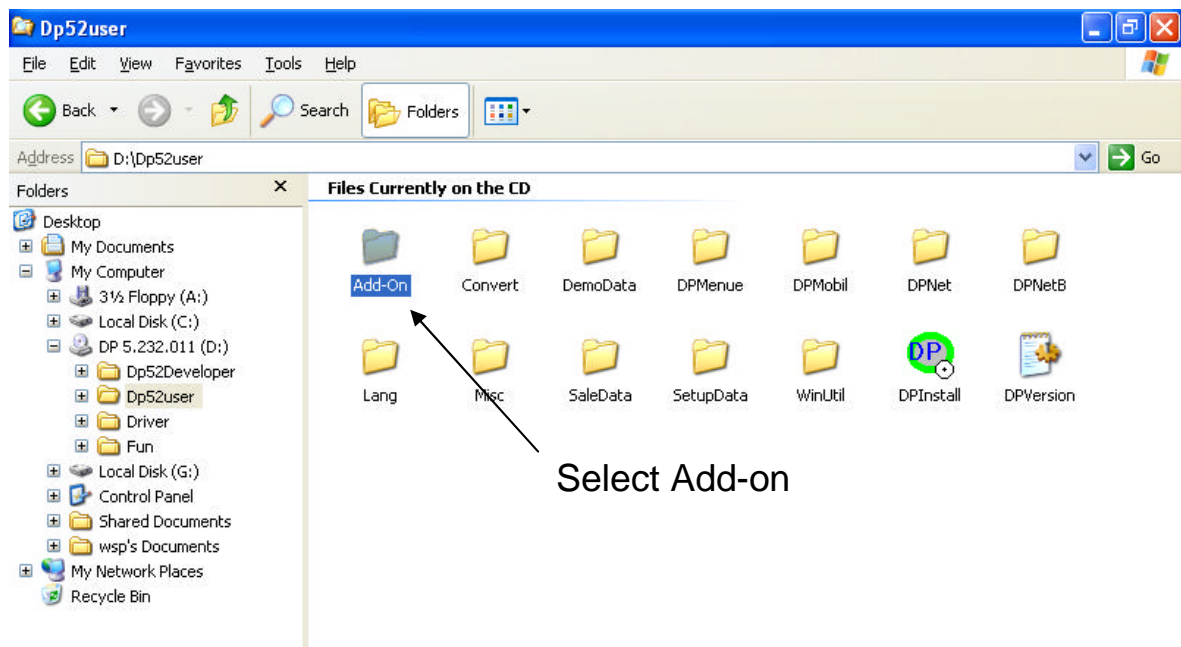 Dp52user
File Edit View Favorites Tools Help
Back Search Folders
Address D:\Dp52user Go
Folders
Desktop
My Documents
My Computer
3½ Floppy (A:)
Local Disk (C:)
DP 5.232.011 (D:)
Dp52Developer
Dp52user
Driver
Fun
Local Disk (G:)
Control Panel
Shared Documents
wsp's Documents
My Network Places
Recycle Bin
Files Currently on the CD
Add-On Convert DemoData DPMenue DPMobil DPNet DPNetB
DP
Lang Misc SaleData SetupData WinUtil DPInstall DPVersion
Select Add-on